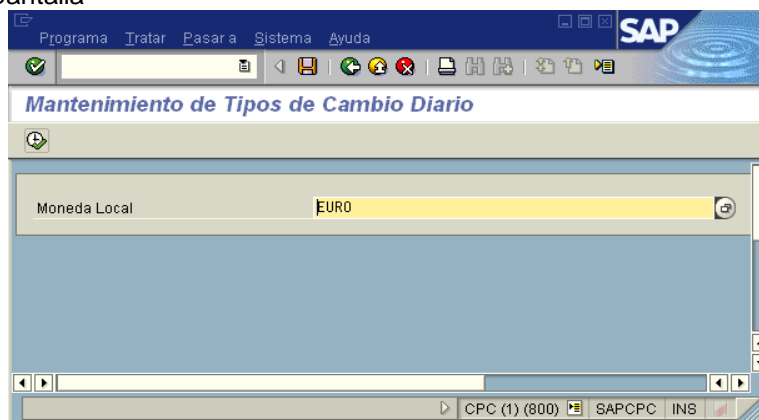 pantalla
Programa Tratar Pasar a Sistema Ayuda
SAP
Mantenimiento de Tipos de Cambio Diario
Moneda Local EURO
CPC (1) (800) SAPCPC INS